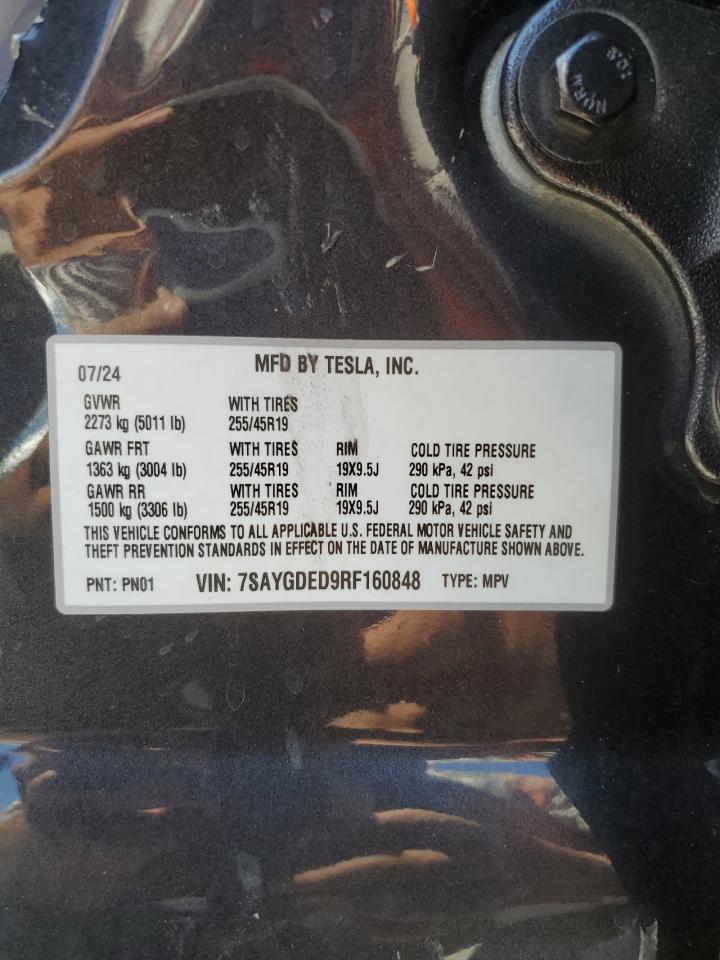 10.9
NORM
MFD BY TESLA, INC.
07/24
GVWR WITH TIRES
2273 kg (5011 lb) 255/45R19
GAWR FRT WITH TIRES RIM COLD TIRE PRESSURE
1363 kg (3004 lb) 255/45R19 19X9.5J 290 kPa, 42 psi
GAWR RR WITH TIRES RIM COLD TIRE PRESSURE
1500 kg (3306 lb) 255/45R19 19X9.5J 290 kPa, 42 psi
THIS VEHICLE CONFORMS TO ALL APPLICABLE U.S. FEDERAL MOTOR VEHICLE SAFETY AND
THEFT PREVENTION STANDARDS IN EFFECT ON THE DATE OF MANUFACTURE SHOWN ABOVE.
PNT: PN01 VIN: 7SAYGDED9RF160848 TYPE: MPV